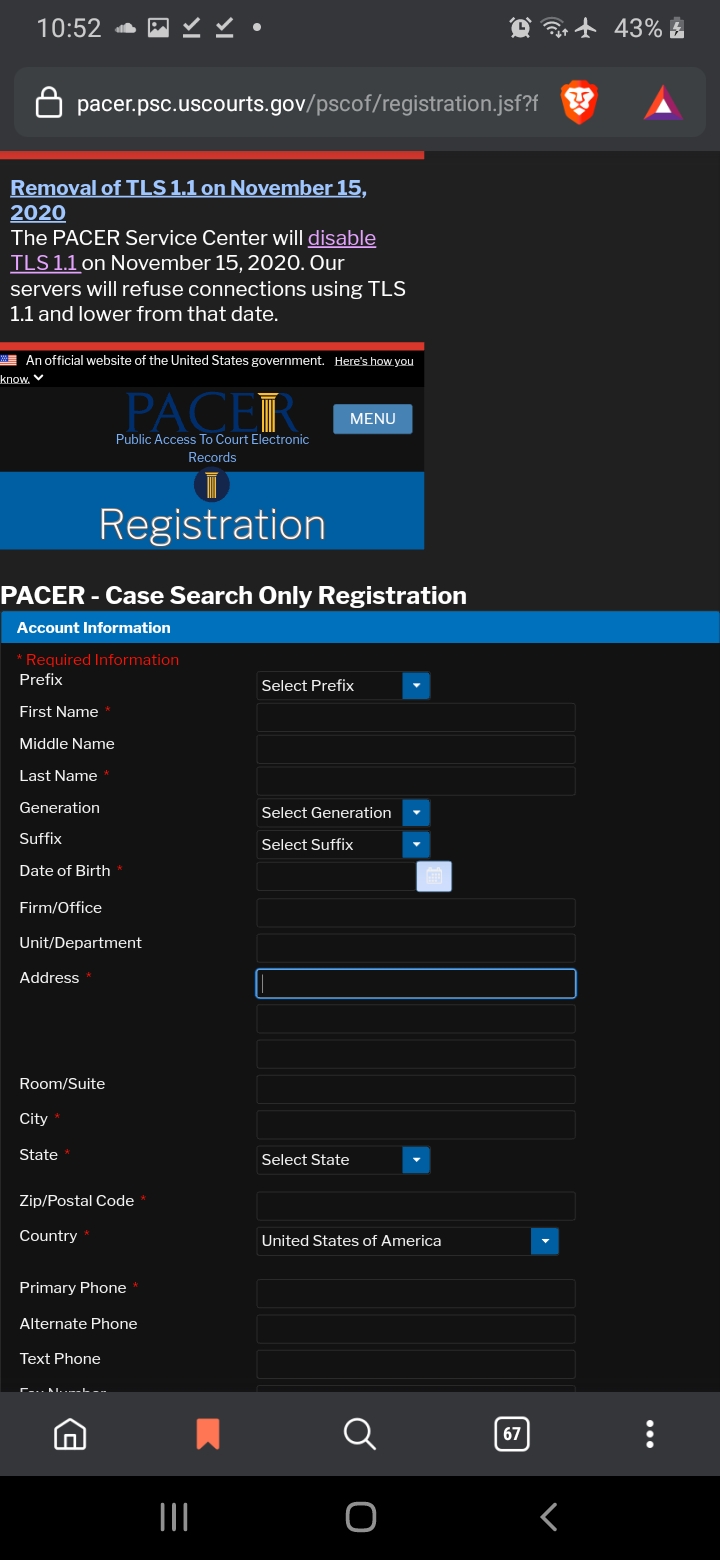 10:52
43%
pacer.psc.uscourts.gov/pscof/registration.jsf?f
Removal of TLS 1.1 on November 15,
2020
The PACER Service Center will disable
TLS 1.1 on November 15, 2020. Our
servers will refuse connections using TLS
1.1 and lower from that date.
An official website of the United States government. Here's how you
know.
PACER
MENU
Public Access To Court Electronic
Records
Registration
PACER - Case Search Only Registration
Account Information
* Required Information
Prefix Select Prefix
First Name *
Middle Name
Last Name *
Generation Select Generation
Suffix Select Suffix
Date of Birth *
Firm/Office
Unit/Department
Address *
Room/Suite
City *
State * Select State
Zip/Postal Code *
Country * United States of America
Primary Phone *
Alternate Phone
Text Phone
Fax Number
67